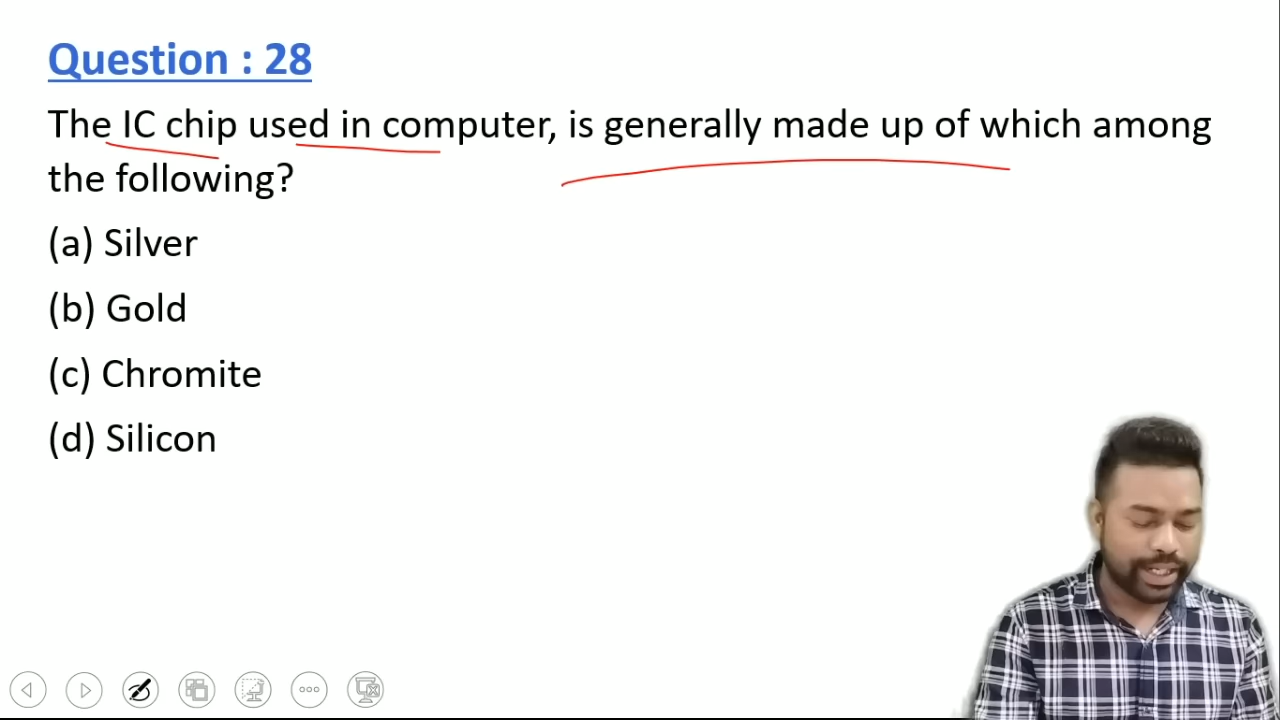 Question : 28
The IC chip used in computer, is generally made up of which among
the following?
(a) Silver
(b) Gold
(c) Chromite
(d) Silicon